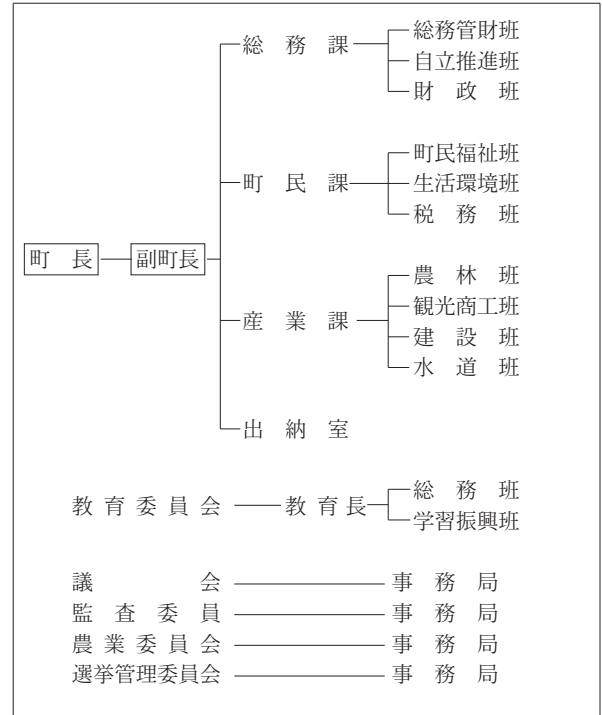 総務課
総務管財班
自立推進班
財政班
町民課
町民福祉班
生活環境班
税務班
町長
副町長
産業課
農林班
観光商工班
建設班
水道班
出納室
教育委員会 教育長
総務班
学習振興班
議会 事務局
監査委員 事務局
農業委員会 事務局
選挙管理委員会 事務局